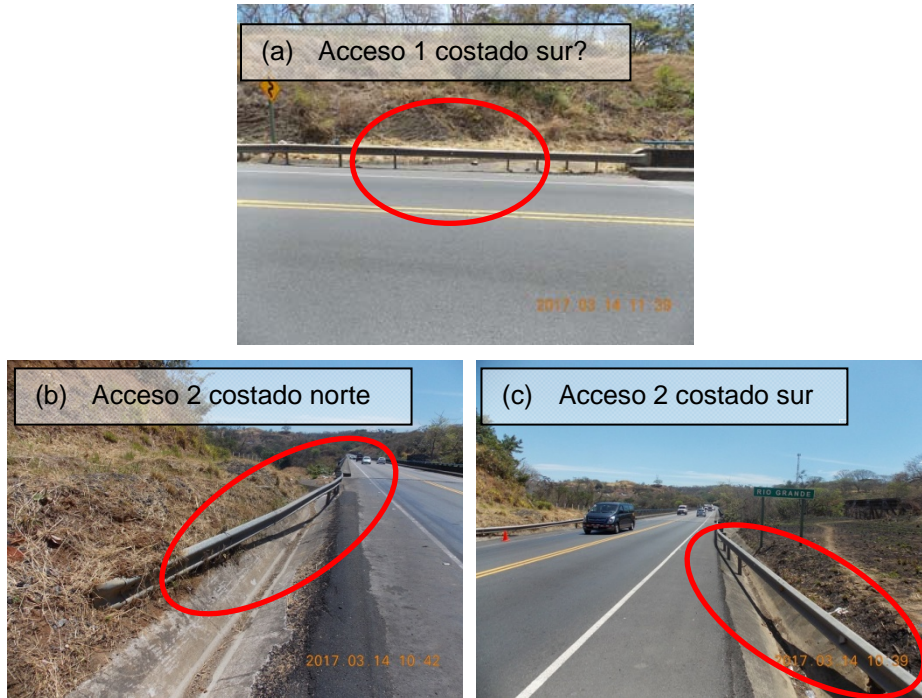 (a) Acceso 1 costado sur?
2017 03 14 11 39
(b) Acceso 2 costado norte
2017 03 14 10 42
(c) Acceso 2 costado sur
RIO GRANDE
2017 03 14 10 39